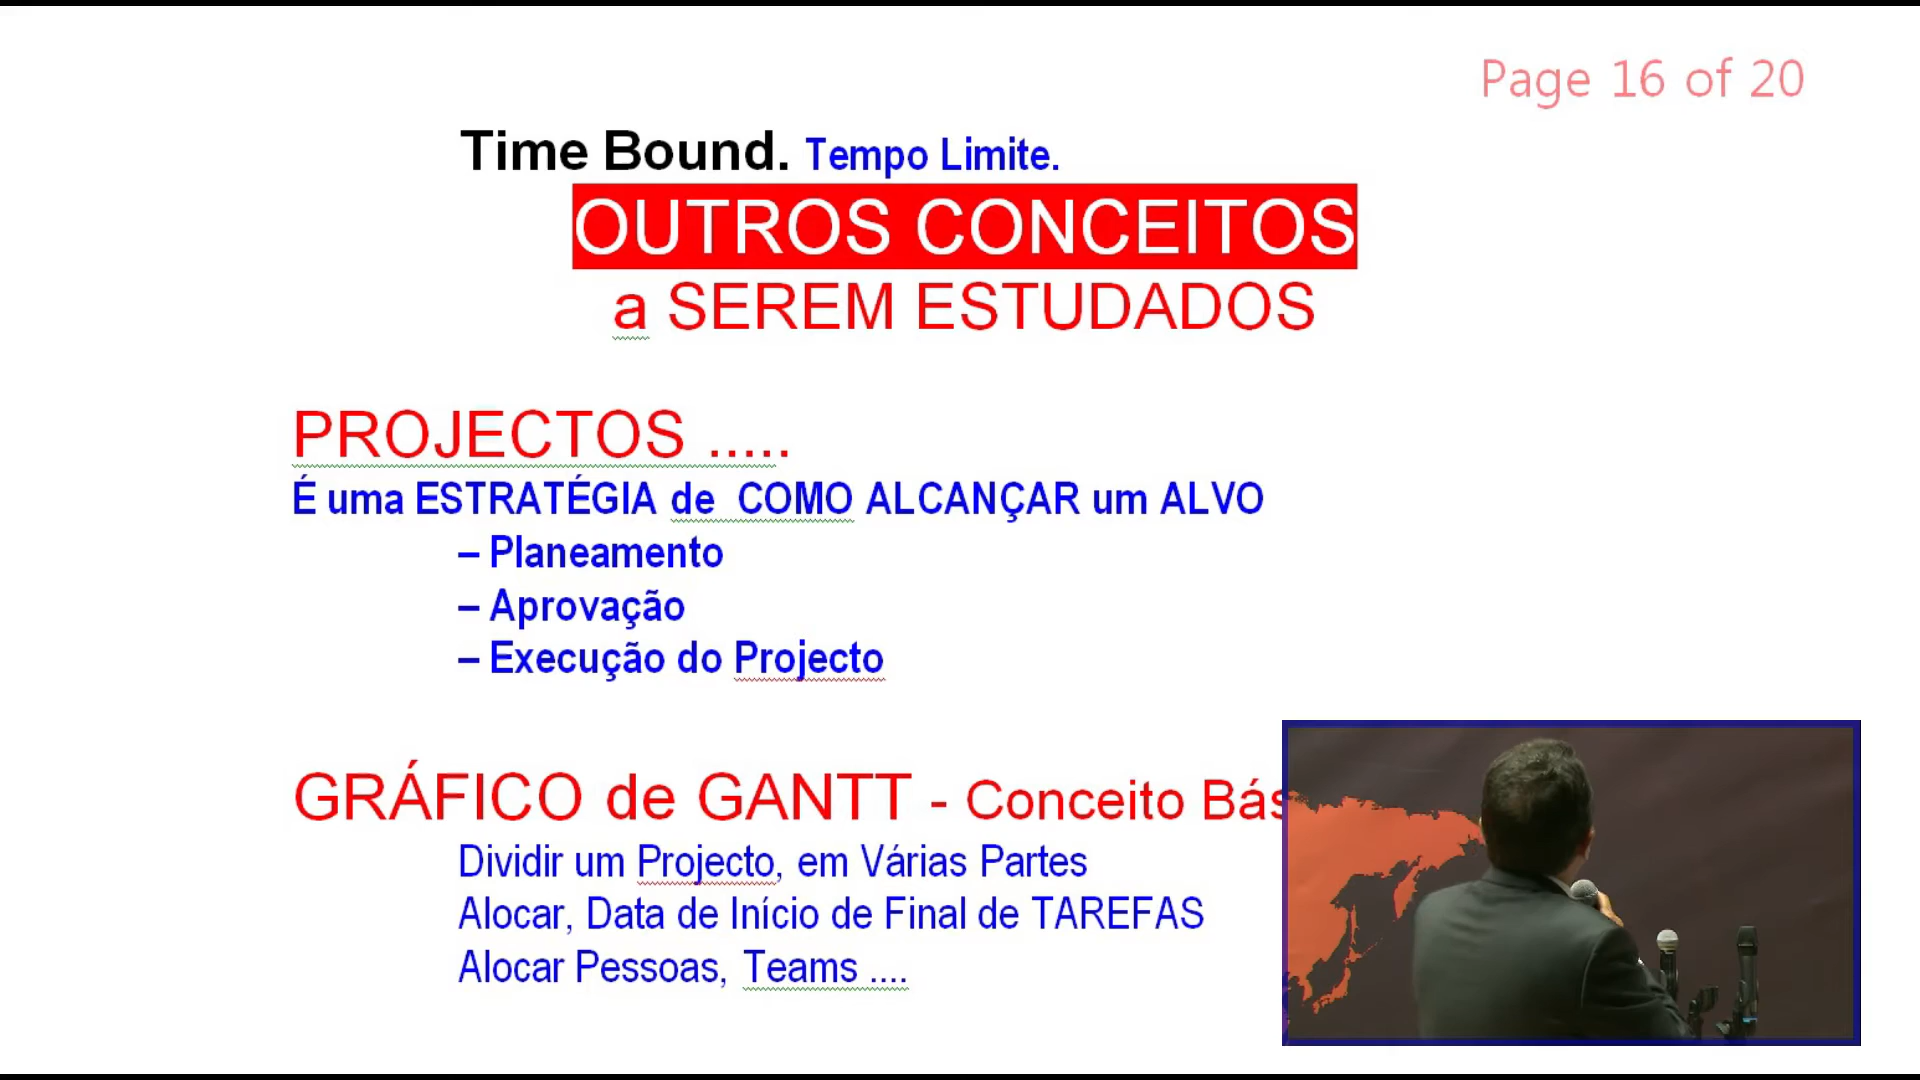 Page 16 of 20
Time Bound. Tempo Limite.
OUTROS CONCEITOS
a SEREM ESTUDADOS
PROJECTOS .....
É uma ESTRATÉGIA de COMO ALCANÇAR um ALVO
– Planeamento
– Aprovação
– Execução do Projecto
GRÁFICO de GANTT - Conceito
Dividir um Projecto, em Várias Partes
Alocar, Data de Início de Final de TAREFAS
Alocar Pessoas, Teams ....